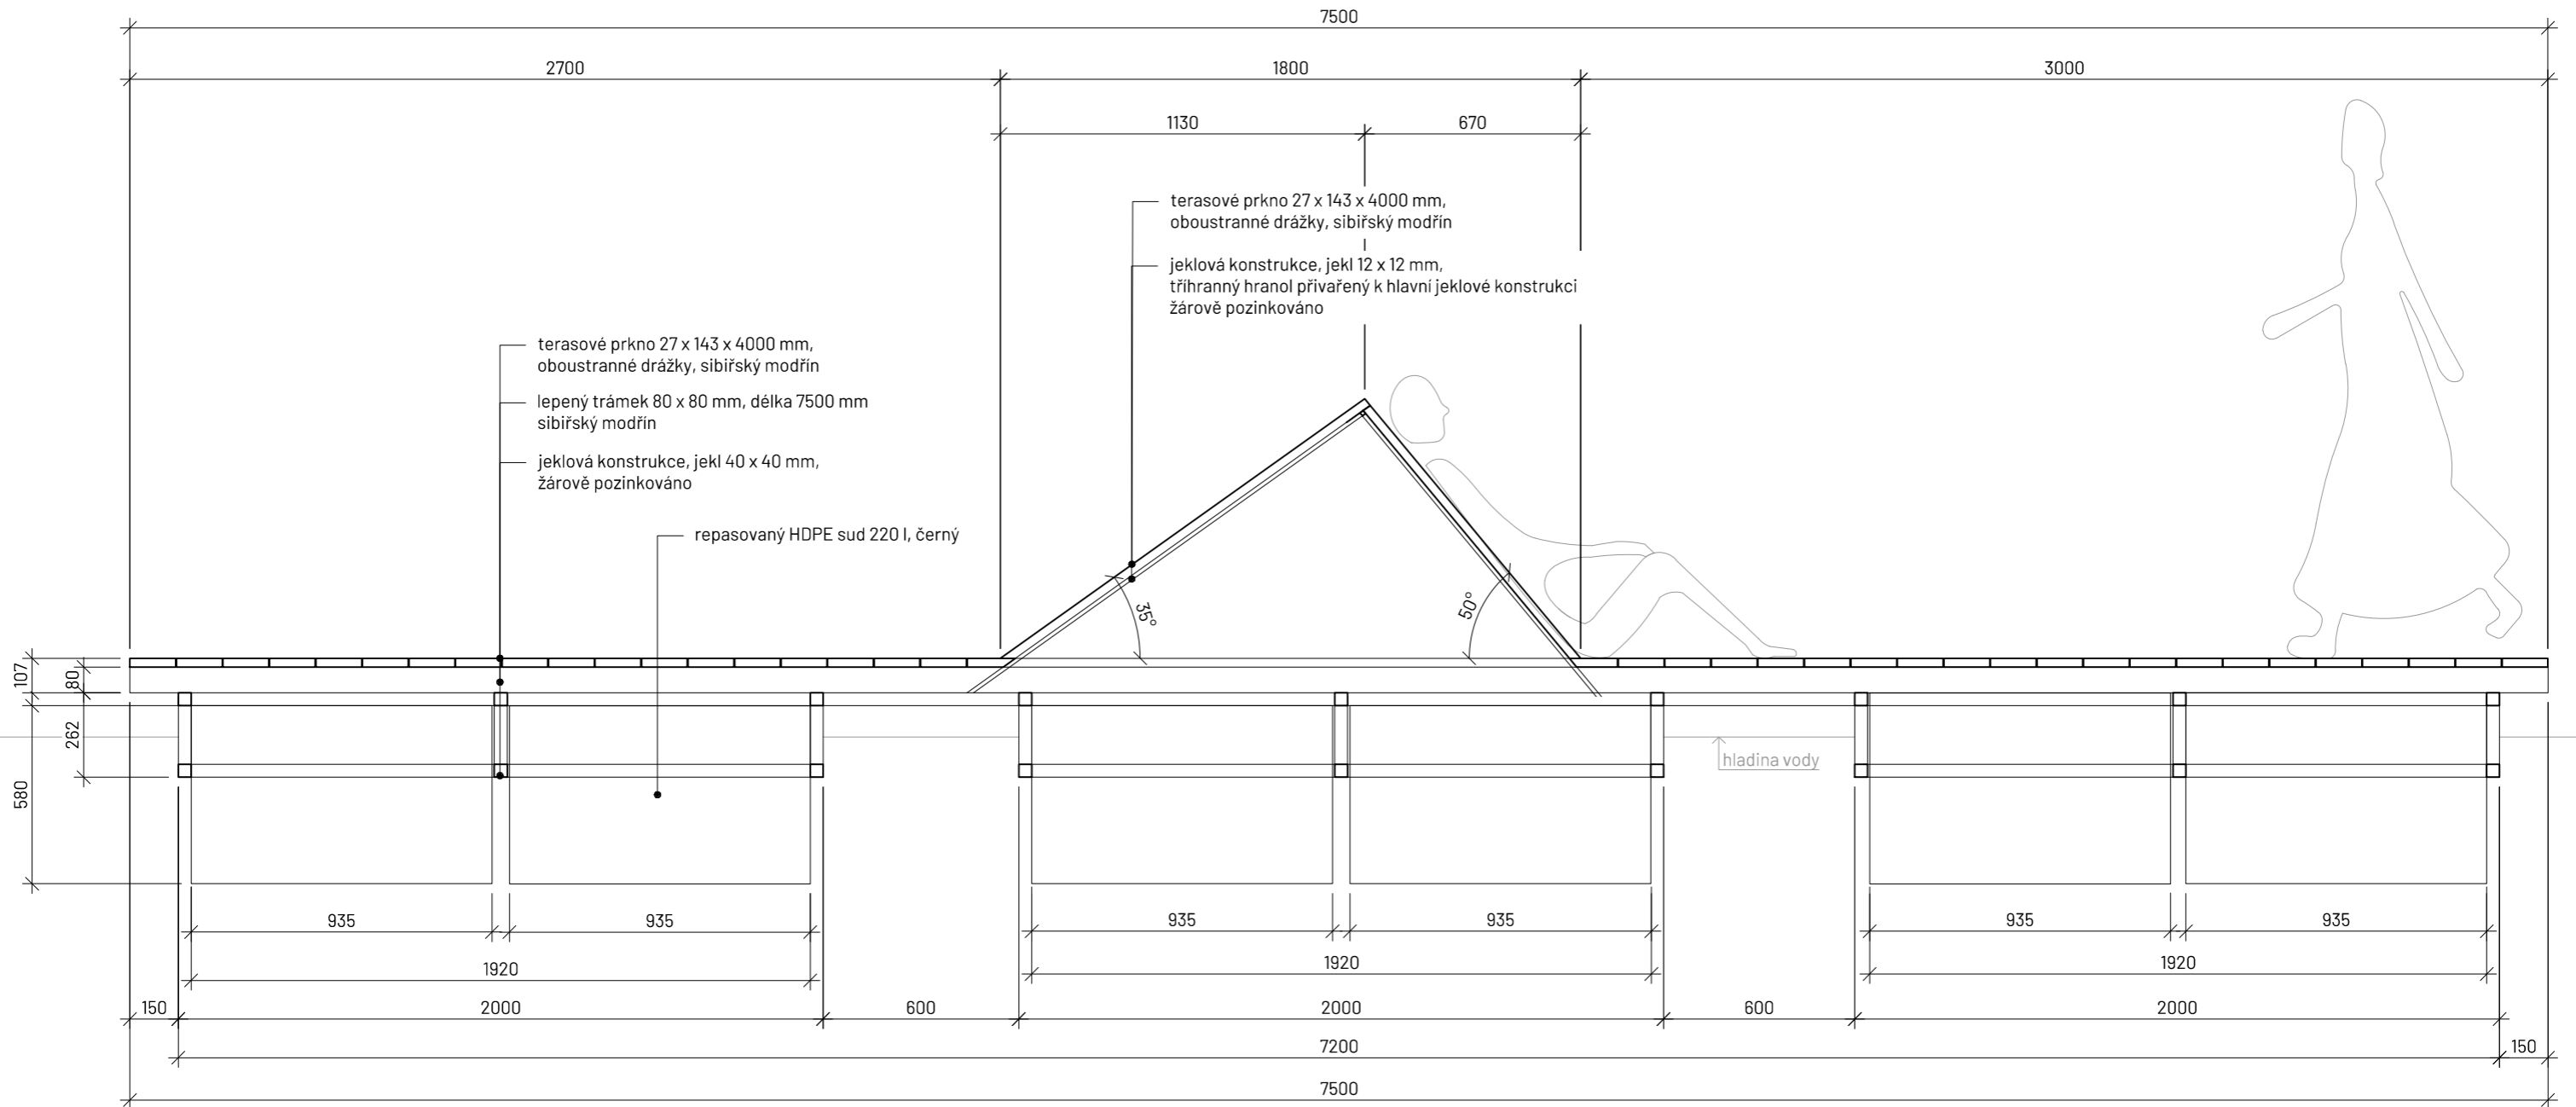 7500
2700
1800
3000
1130
670
terasové prkno 27 x 143 x 4000 mm,
oboustranné drážky, sibiřský modřín
jeklová konstrukce, jekl 12 x 12 mm,
tříhranný hranol přivařený k hlavní jeklové konstrukci
žárově pozinkováno
terasové prkno 27 x 143 x 4000 mm,
oboustranné drážky, sibiřský modřín
lepený trámek 80 x 80 mm, délka 7500 mm
sibiřský modřín
jeklová konstrukce, jekl 40 x 40 mm,
žárově pozinkováno
repasovaný HDPE sud 220 l, černý
35°
50°
107
80
262
580
hladina vody
935
935
935
935
935
935
1920
1920
1920
150
2000
600
2000
600
2000
7200
150
7500